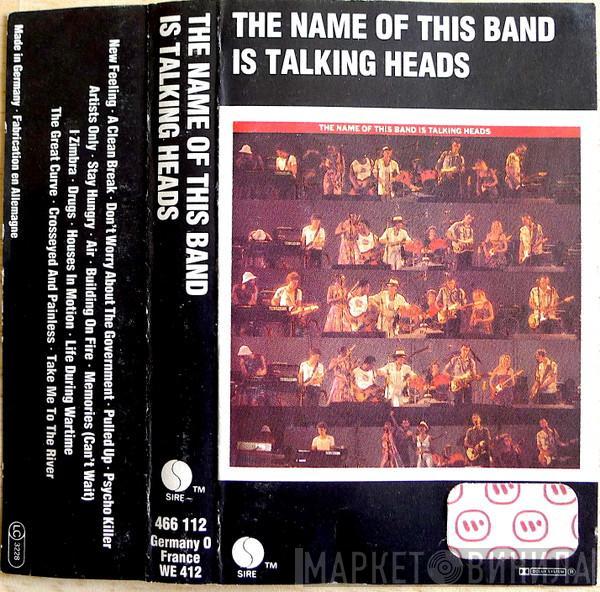 Made in Germany · Fabrication en Allemagne
New Feeling · A Clean Break · Don't Worry About The Government · Pulled Up · Psycho Killer
Artists Only · Stay Hungry · Air · Building On Fire · Memories (Can't Wait)
I Zimbra · Drugs · Houses In Motion · Life During Wartime
The Great Curve · Crosseyed And Painless · Take Me To The River
LC 3228
THE NAME OF THIS BAND
IS TALKING HEADS
S
SIRE TM
466 112
Germany O
France
WE 412
THE NAME OF THIS BAND
IS TALKING HEADS
THE NAME OF THIS BAND IS TALKING HEADS
S
SIRE TM
DOLBY SYSTEM
МАРКЕТ ВИНИЛА